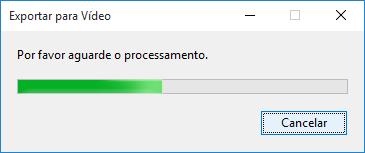 Exportar para Vídeo
Por favor aguarde o processamento.
Cancelar